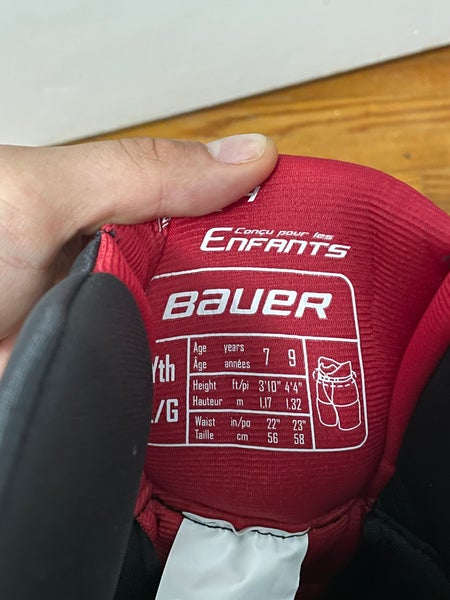 Conçu pour les
ENFANTS
BAUER
Yth
L/G
Age years 7 9
Âge années
Height ft/pi 3'10" 4'4"
Hauteur m 1.17 1.32
Waist in/po 22" 23"
Taille cm 56 58